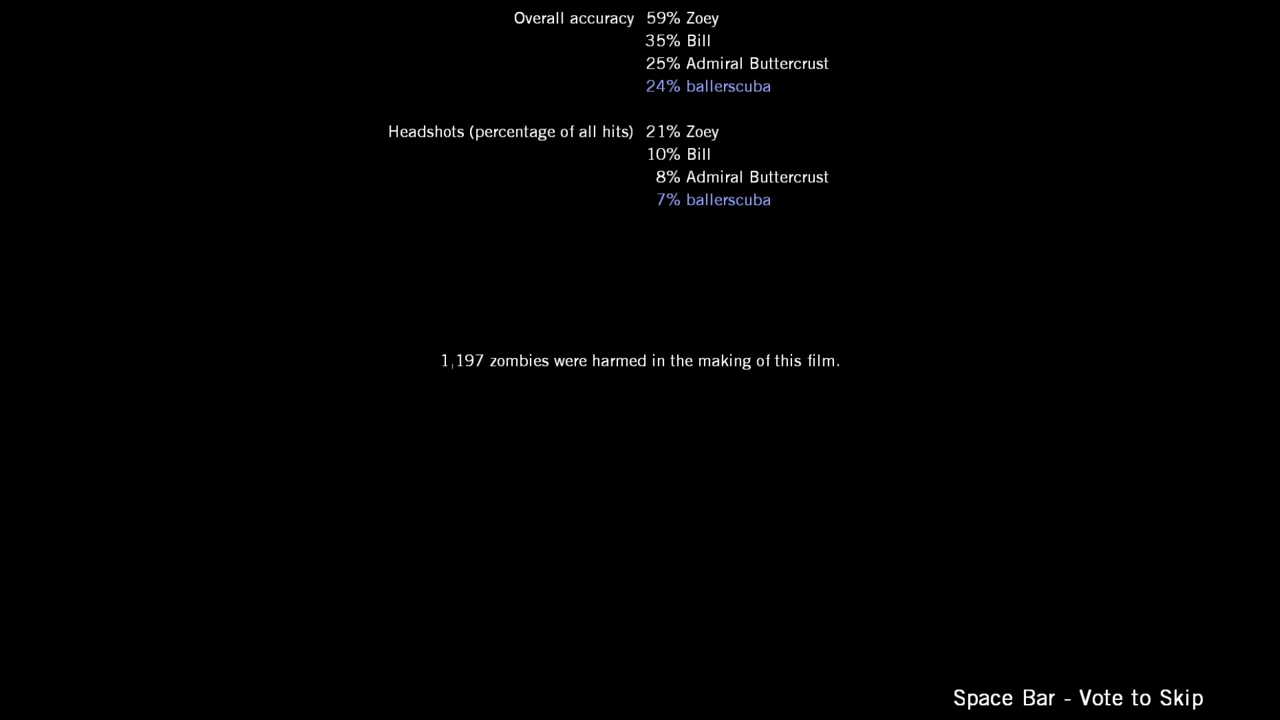 Overall accuracy 59% Zoey
35% Bill
25% Admiral Buttercrust
24% ballerscuba
Headshots (percentage of all hits) 21% Zoey
10% Bill
8% Admiral Buttercrust
7% ballerscuba
1,197 zombies were harmed in the making of this film.
Space Bar - Vote to Skip